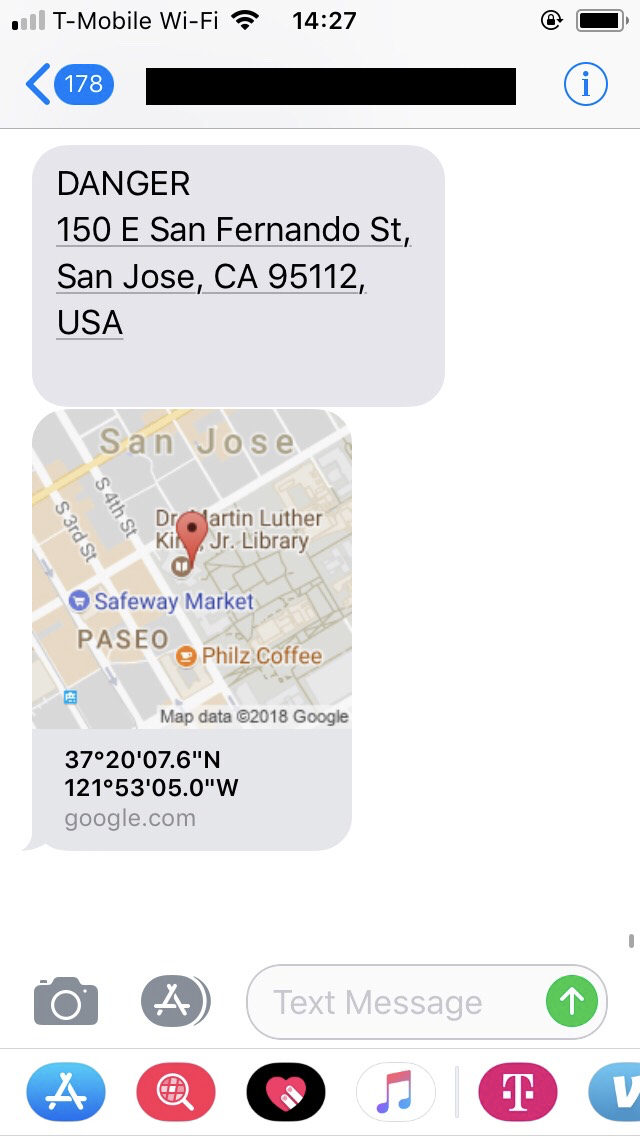 T-Mobile Wi-Fi 14:27
178
DANGER
150 E San Fernando St,
San Jose, CA 95112,
USA
San Jose
S 4th St
S 3rd St
Dr. Martin Luther
King, Jr. Library
Safeway Market
PASEO
Philz Coffee
Map data ©2018 Google
37°20'07.6"N
121°53'05.0"W
google.com
Text Message